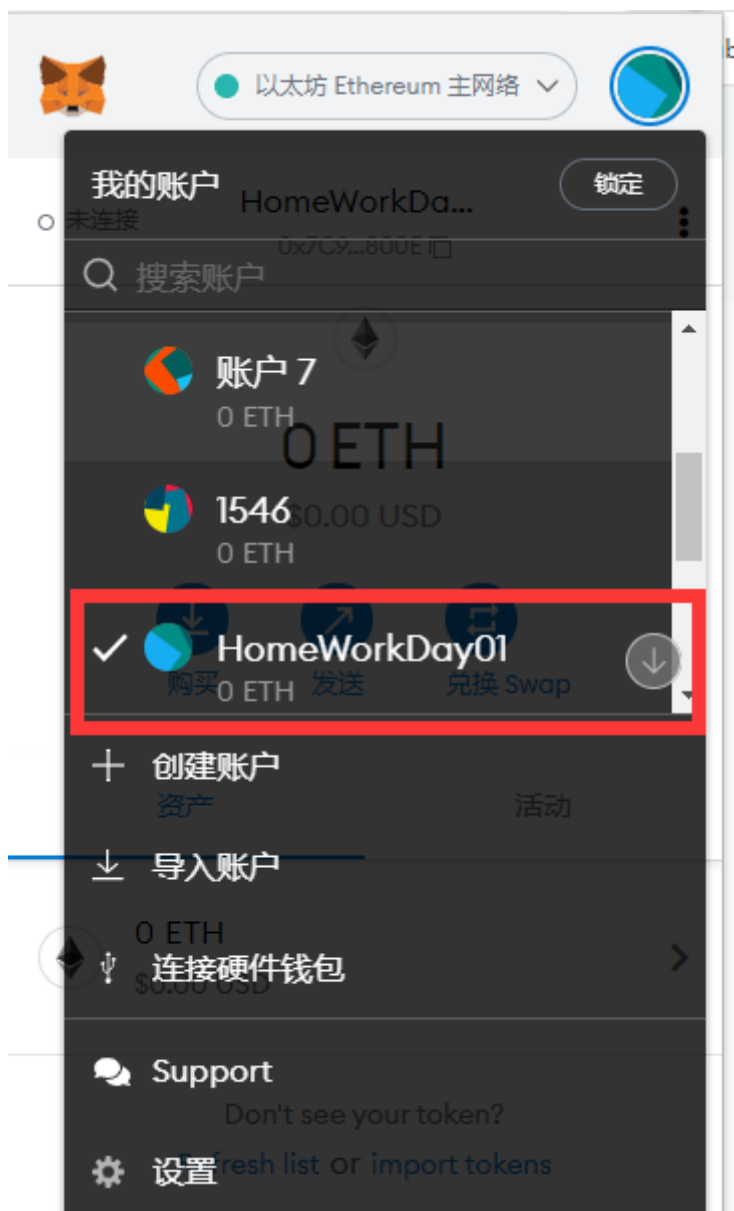 以太坊 Ethereum 主网络
我的账户
锁定
未连接
HomeWorkDa...
0x7C9...800E
搜索账户
账户 7
0 ETH
0 ETH
1546
$0.00 USD
0 ETH
HomeWorkDay01
0 ETH
购买
发送
兑换 Swap
创建账户
资产
活动
导入账户
0 ETH
连接硬件钱包
$0.00 USD
Support
Don't see your token?
设置
Refresh list or import tokens